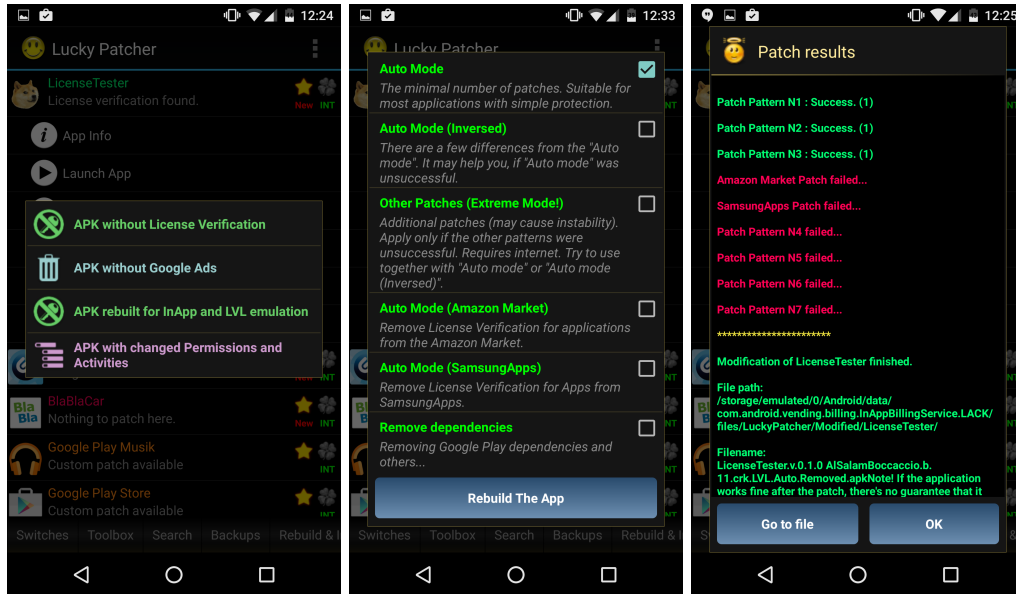 12:24
Lucky Patcher
LicenseTester
License verification found.
New INT
App Info
Launch App
APK without License Verification
APK without Google Ads
APK rebuilt for InApp and LVL emulation
APK with changed Permissions and
Activities
New INT
Bla
Bla
BlaBlaCar
Nothing to patch here.
New INT
Google Play Musik
Custom patch available
INT
Google Play Store
Custom patch available
INT
Switches Toolbox Search Backups Rebuild & I
12:33
Lucky Patcher
Auto Mode
The minimal number of patches. Suitable for
most applications with simple protection.
Auto Mode (Inversed)
There are a few differences from the "Auto
mode". It may help you, if "Auto mode" was
unsuccessful.
Other Patches (Extreme Mode!)
Additional patches (may cause instability).
Apply only if the other patterns were
unsuccessful. Requires internet. Try to use
together with "Auto mode" or "Auto mode
(Inversed)".
Auto Mode (Amazon Market)
Remove License Verification for applications
from the Amazon Market.
Auto Mode (SamsungApps)
Remove License Verification for Apps from
SamsungApps.
Remove dependencies
Removing Google Play dependencies and
others...
Rebuild The App
Switches Toolbox Search Backups Rebuild & I
12:25
Patch results
Patch Pattern N1 : Success. (1)
Patch Pattern N2 : Success. (1)
Patch Pattern N3 : Success. (1)
Amazon Market Patch failed...
SamsungApps Patch failed...
Patch Pattern N4 failed...
Patch Pattern N5 failed...
Patch Pattern N6 failed...
Patch Pattern N7 failed...
***********************
Modification of LicenseTester finished.
File path:
/storage/emulated/0/Android/data/
com.android.vending.billing.InAppBillingService.LACK/
files/LuckyPatcher/Modified/LicenseTester/
Filename:
LicenseTester.v.0.1.0 AlSalamBoccaccio.b.
11.crk.LVL.Auto.Removed.apkNote! If the application
works fine after the patch, there's no guarantee that it
Go to file
OK